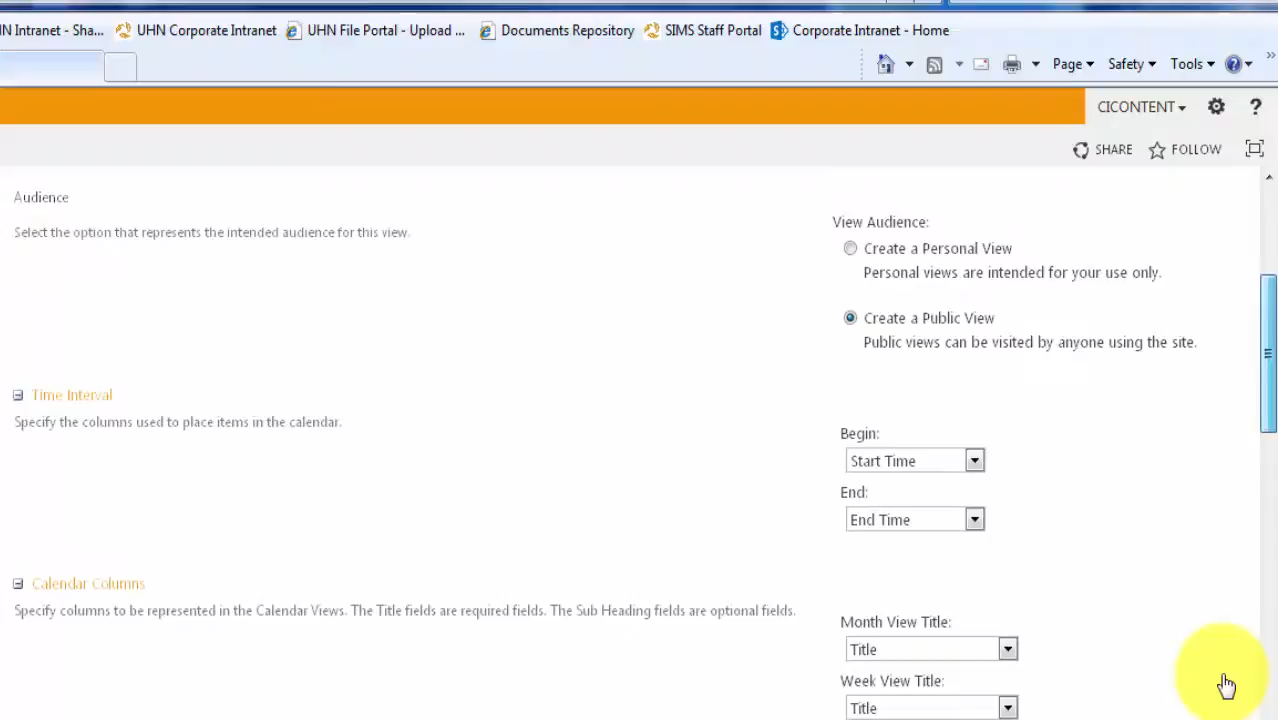 N Intranet - Sha... UHN Corporate Intranet UHN File Portal - Upload ... Documents Repository SIMS Staff Portal Corporate Intranet - Home
Page Safety Tools ? »
CICONTENT ?
SHARE FOLLOW
Audience
Select the option that represents the intended audience for this view.
View Audience:
Create a Personal View
Personal views are intended for your use only.
Create a Public View
Public views can be visited by anyone using the site.
Time Interval
Specify the columns used to place items in the calendar.
Begin:
Start Time
End:
End Time
Calendar Columns
Specify columns to be represented in the Calendar Views. The Title fields are required fields. The Sub Heading fields are optional fields.
Month View Title:
Title
Week View Title:
Title